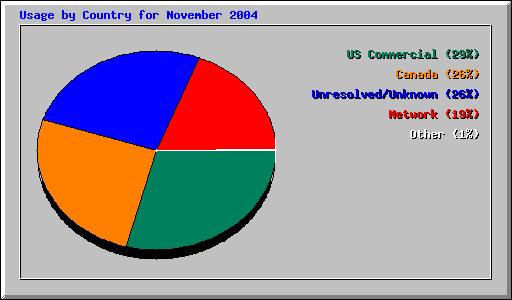 Usage by Country for November 2004
US Commercial (29%)
Canada (26%)
Unresolved/Unknown (26%)
Network (19%)
Other (1%)